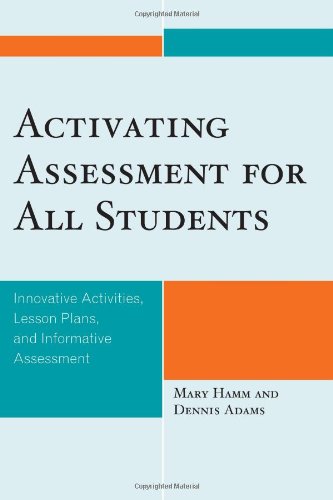 Copyrighted Material
ACTIVATING
ASSESSMENT FOR
ALL STUDENTS
Innovative Activities,
Lesson Plans,
and Informative
Assessment
MARY HAMM AND
DENNIS ADAMS
Copyrighted Material